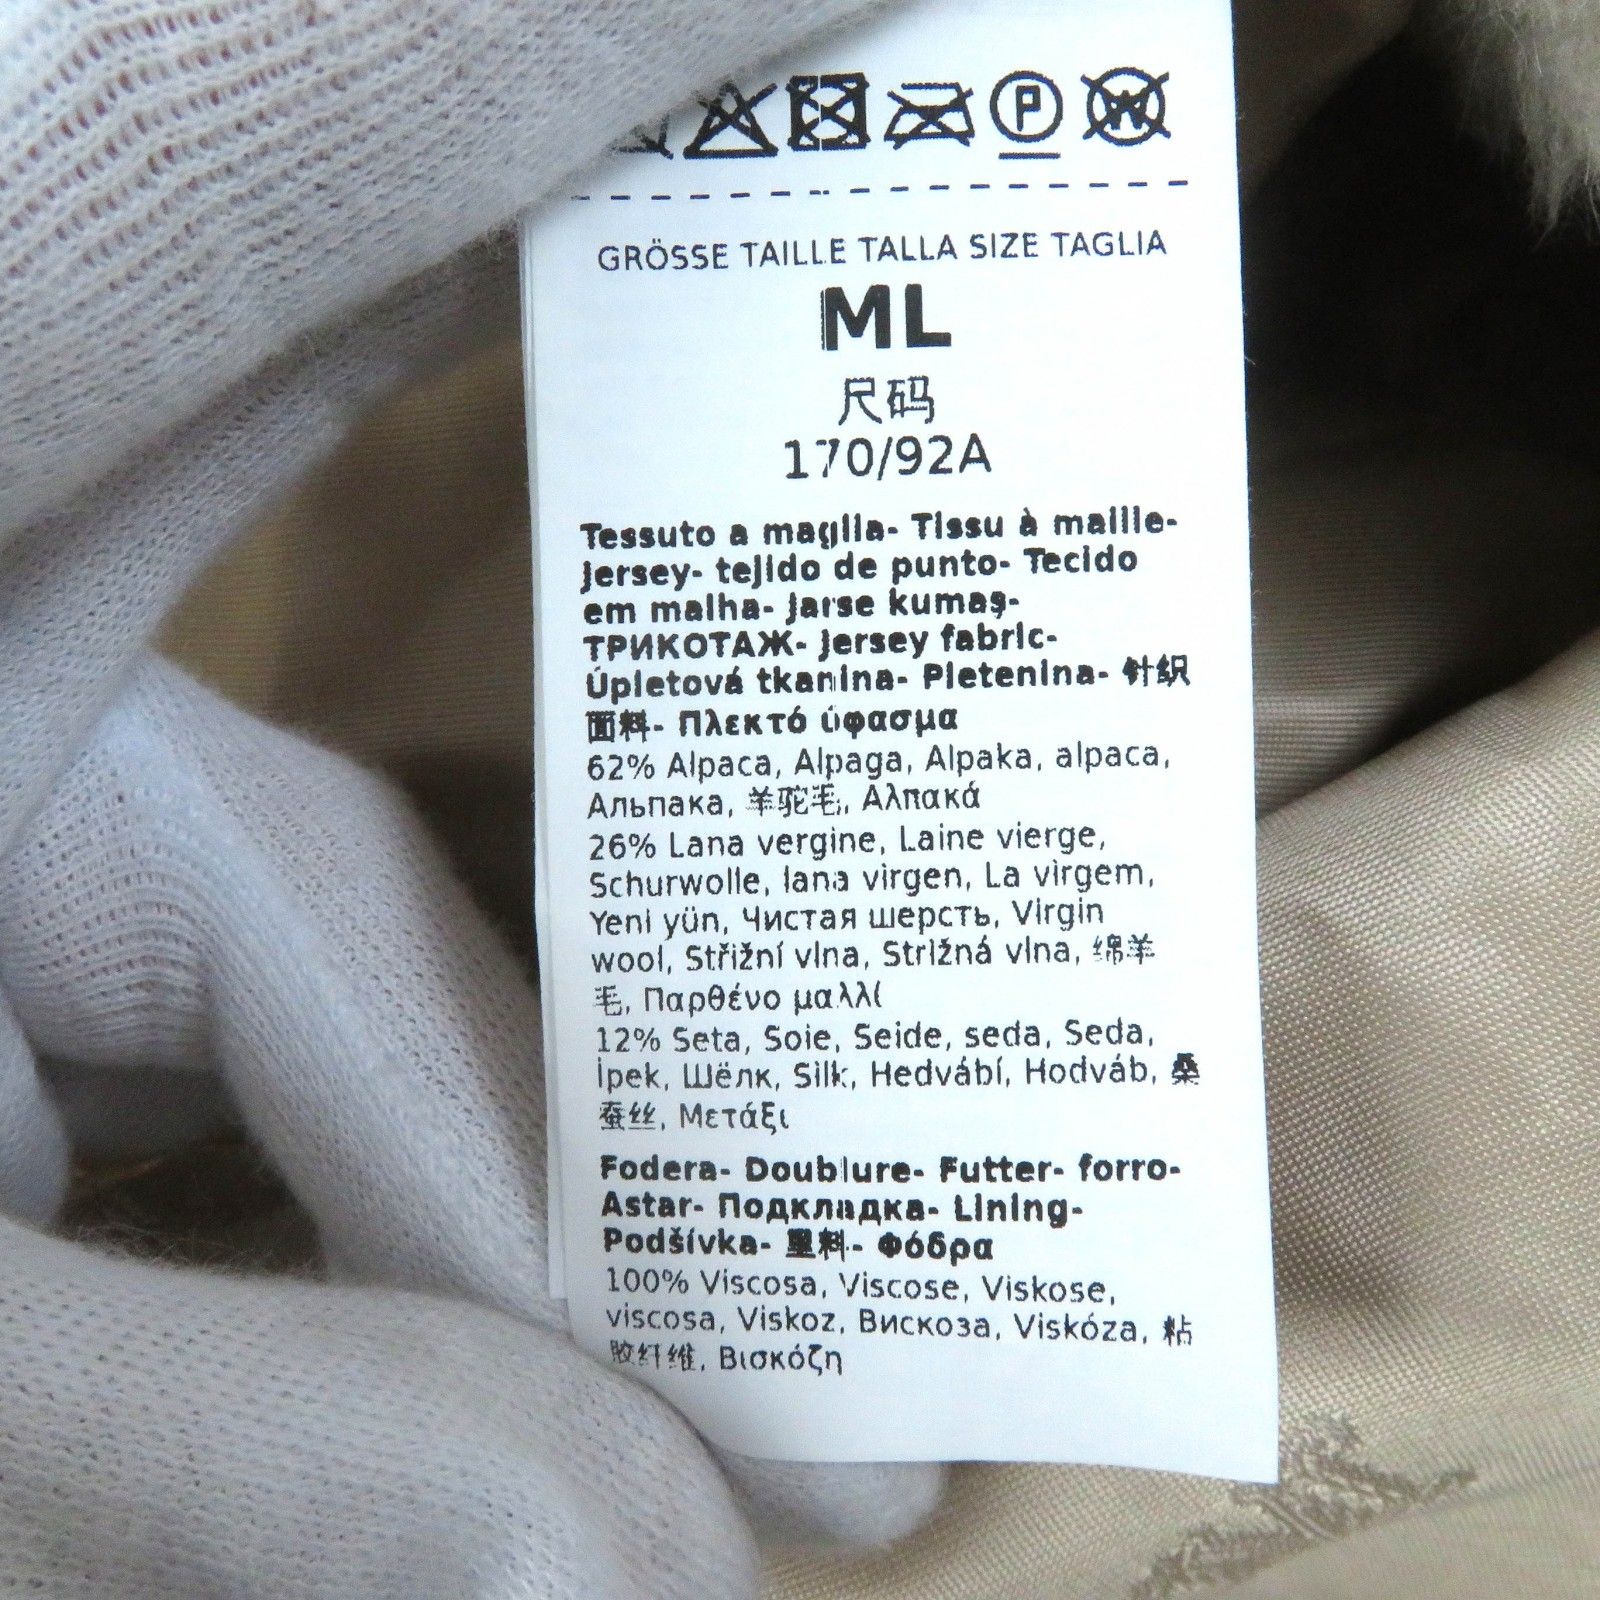 P
W
GRÖSSE TAILLE TALLA SIZE TAGLIA
ML
尺码
170/92A
Tessuto a maglia- Tissu à maille-
jersey- tejido de punto- Tecido
em malha- jarse kumaş-
ТРИКОТАЖ- jersey fabric-
Úpletová tkanina- Pletenina- 针织
面料- Πλεκτό ύφασμα
62% Alpaca, Alpaga, Alpaka, alpaca,
Альпака, 羊驼毛, Αλπακά
26% Lana vergine, Laine vierge,
Schurwolle, lana virgen, La virgem,
Yeni yün, Чистая шерсть, Virgin
wool, Střižní vlna, Strižná vlna, 绵羊
毛, Παρθένο μαλλί
12% Seta, Soie, Seide, seda, Seda,
İpek, Шёлк, Silk, Hedvábí, Hodváb, 桑
蚕丝, Μετάξι
Fodera- Doublure- Futter- forro-
Astar- Подкладка- Lining-
Podšívka- 里料- Φόδρα
100% Viscosa, Viscose, Viskose,
viscosa, Viskoz, Вискоза, Viskóza, 粘
胶纤维, Βισκόζη